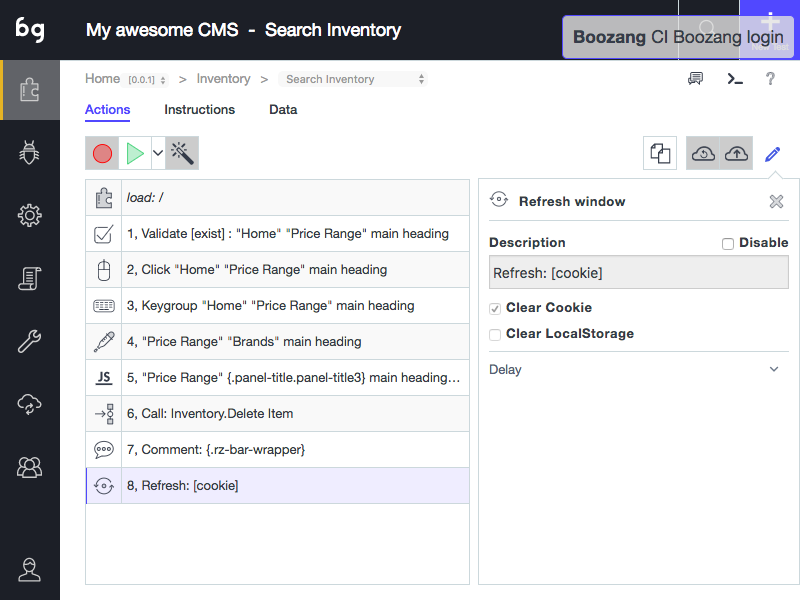 bg
My awesome CMS - Search Inventory
Boozang CI Boozang login
Home [0.0.1] > Inventory > Search Inventory
?
Actions Instructions Data
load: /
1, Validate [exist] : "Home" "Price Range" main heading
2, Click "Home" "Price Range" main heading
3, Keygroup "Home" "Price Range" main heading
4, "Price Range" "Brands" main heading
JS 5, "Price Range" {.panel-title.panel-title3} main heading...
6, Call: Inventory.Delete Item
7, Comment: {.rz-bar-wrapper}
8, Refresh: [cookie]
Refresh window
Description Disable
Refresh: [cookie]
Clear Cookie
Clear LocalStorage
Delay